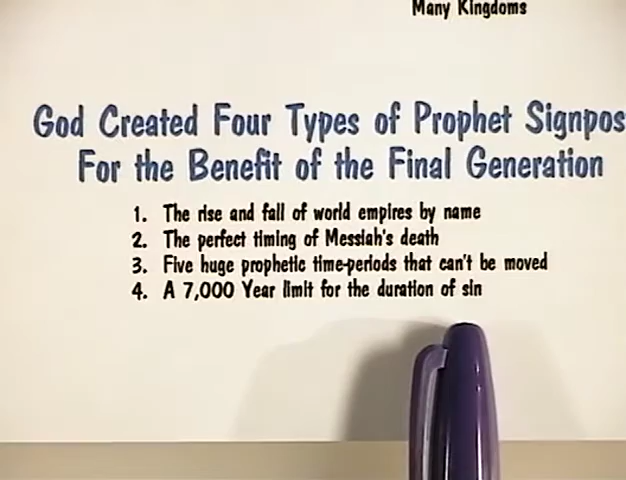 Many Kingdoms
God Created Four Types of Prophet Signpos
For the Benefit of the Final Generation
1. The rise and fall of world empires by name
2. The perfect timing of Messiah's death
3. Five huge prophetic time-periods that can't be moved
4. A 7,000 Year limit for the duration of sin